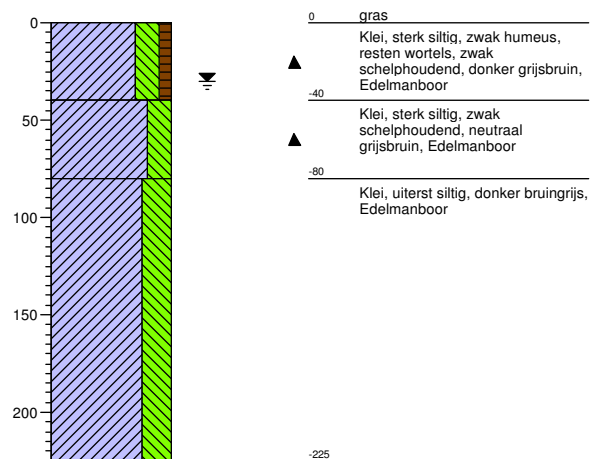 0
50
100
150
200
0 gras
Klei, sterk siltig, zwak humeus,
resten wortels, zwak
schelphoudend, donker grijsbruin,
Edelmanboor
-40
Klei, sterk siltig, zwak
schelphoudend, neutraal
grijsbruin, Edelmanboor
-80
Klei, uiterst siltig, donker bruingrijs,
Edelmanboor
-225